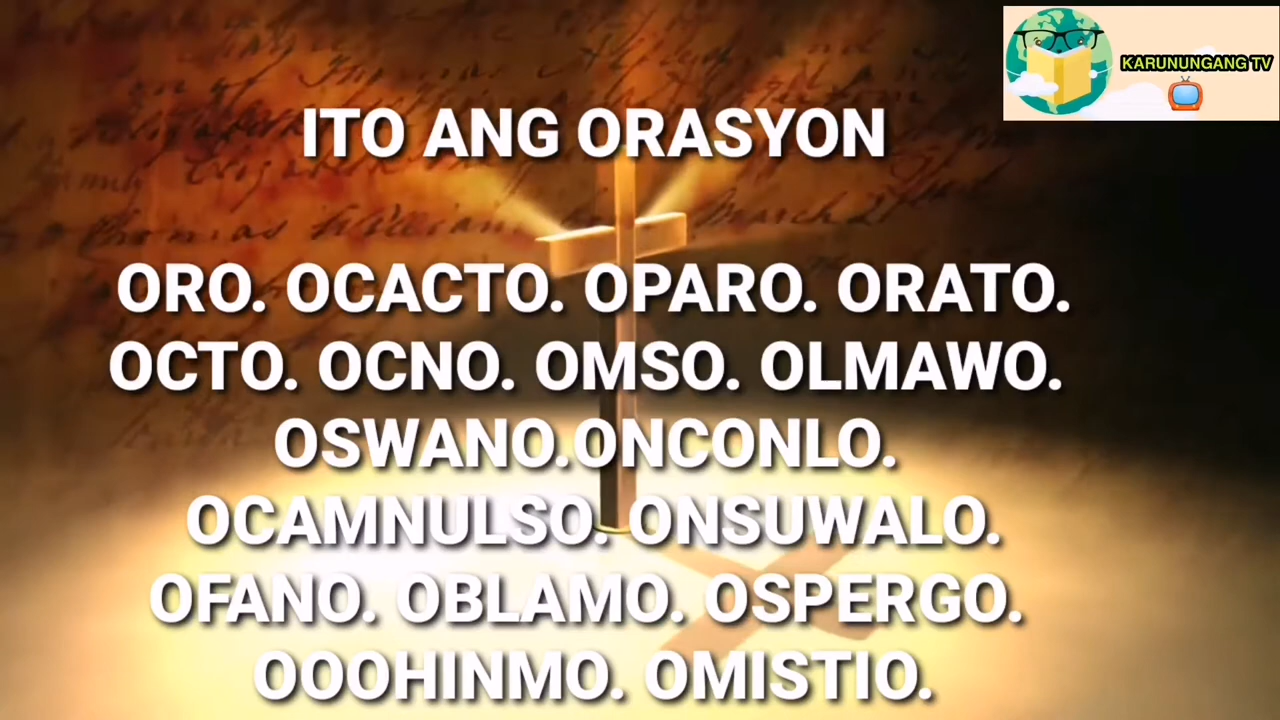 KARUNUNGANG TV
ITO ANG ORASYON
ORO. OCACTO. OPARO. ORATO.
OCTO. OCNO. OMSO. OLMAWO.
OSWANO.ONCONLO.
OCAMNULSO. ONSUWALO.
OFANO. OBLAMO. OSPERGO.
OOOHINMO. OMISTIO.